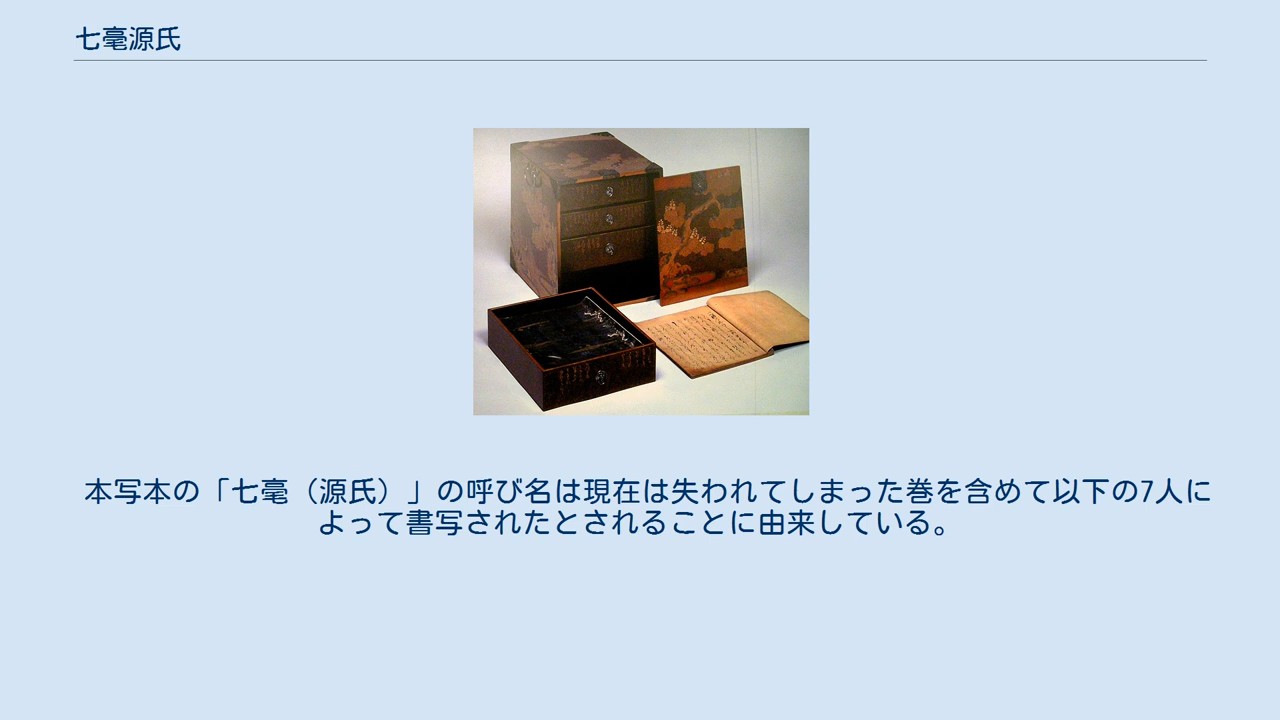 七毫源氏
本写本の「七毫（源氏）」の呼び名は現在は失われてしまった巻を含めて以下の7人に
よって書写されたとされることに由来している。